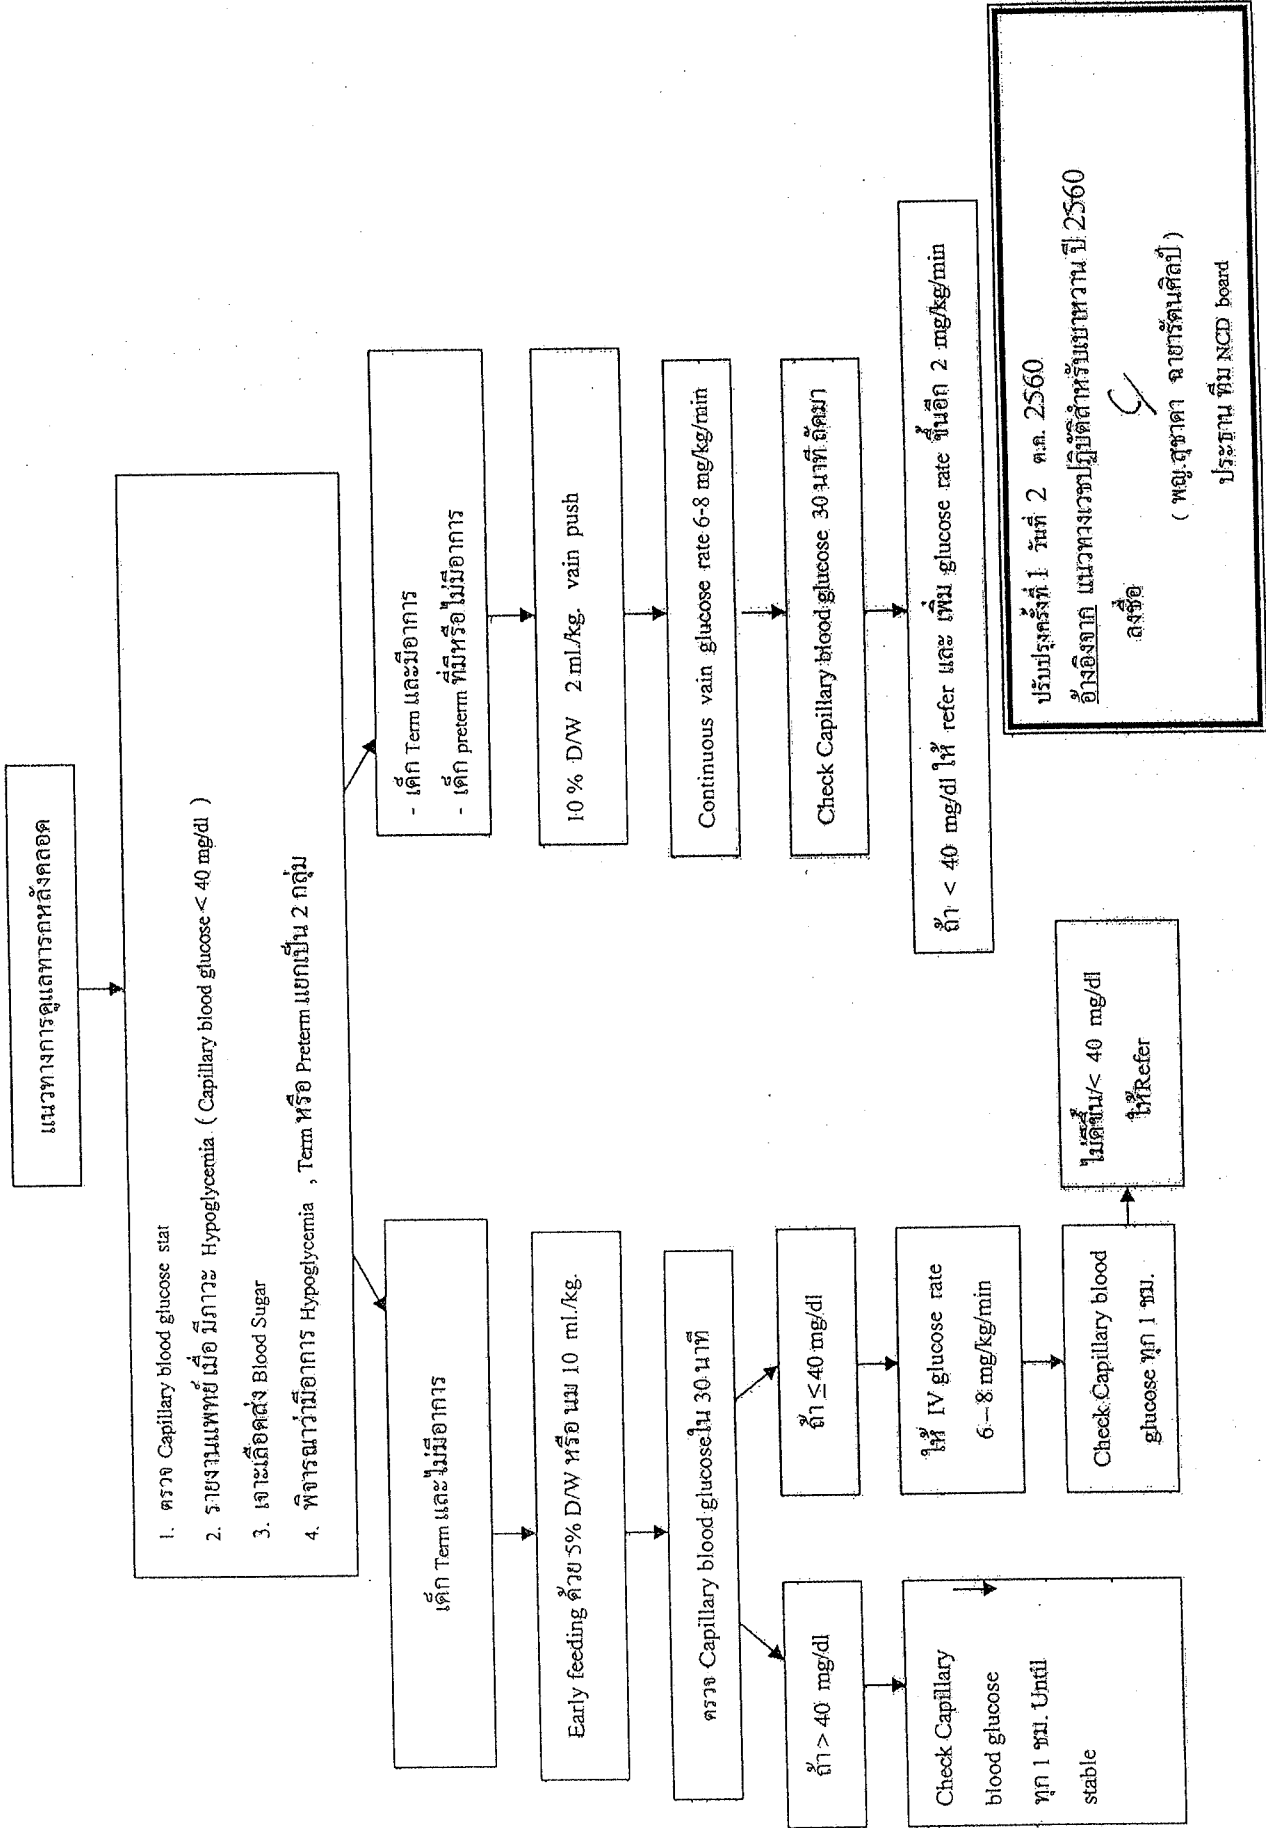 แนวทางการดูแลทารกหลังคลอด
1. ตรวจ Capillary blood glucose stat
2. รายงานแพทย์ เมื่อ มีภาวะ Hypoglycemia ( Capillary blood glucose < 40 mg/dl )
3. เจาะเลือดส่ง Blood Sugar
4. พิจารณาว่ามีอาการ Hypoglycemia , Term หรือ Preterm แยกเป็น 2 กลุ่ม
เด็ก Term และไม่มีอาการ
Early feeding ด้วย 5% D/W หรือ นม 10 ml./kg.
ตรวจ Capillary blood glucoseใน 30 นาที
ถ้า > 40 mg/dl
Check Capillary
blood glucose
ทุก 1 ชม. Until
stable
ถ้า ≤ 40 mg/dl
ให้ IV glucose rate
6 – 8 mg/kg/min
Check Capillary blood
glucose ทุก 1 ชม.
ไม่ดีขึ้น/< 40 mg/dl
ให้Refer
- เด็ก Term และมีอาการ
- เด็ก preterm ที่มีหรือไม่มีอาการ
10 % D/W 2 ml./kg. vain push
Continuous vain glucose rate 6-8 mg/kg/min
Check Capillary blood glucose 30 นาที ถัดมา
ถ้า < 40 mg/dl ให้ refer และ เพิ่ม glucose rate ขึ้นอีก 2 mg/kg/min
ปรับปรุงครั้งที่ 1 วันที่ 2 ต.ค. 2560
อ้างอิงจาก แนวทางเวชปฏิบัติสำหรับเบาหวาน ปี 2560
ลงชื่อ
( พญ.สุชาดา ฉายารัตนศิลป์ )
ประธาน ทีม NCD board